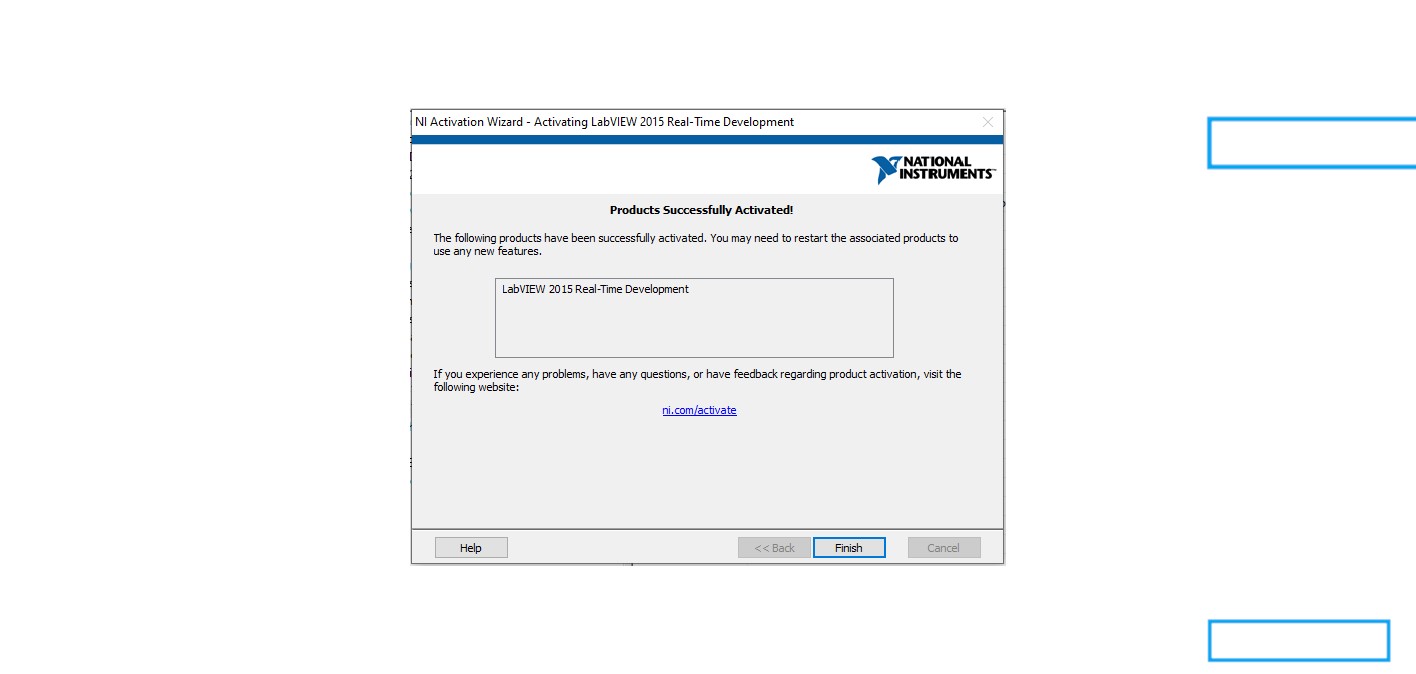 NI Activation Wizard - Activating LabVIEW 2015 Real-Time Development
NATIONAL
INSTRUMENTS™
Products Successfully Activated!
The following products have been successfully activated. You may need to restart the associated products to
use any new features.
LabVIEW 2015 Real-Time Development
If you experience any problems, have any questions, or have feedback regarding product activation, visit the
following website:
ni.com/activate
Help
<< Back
Finish
Cancel